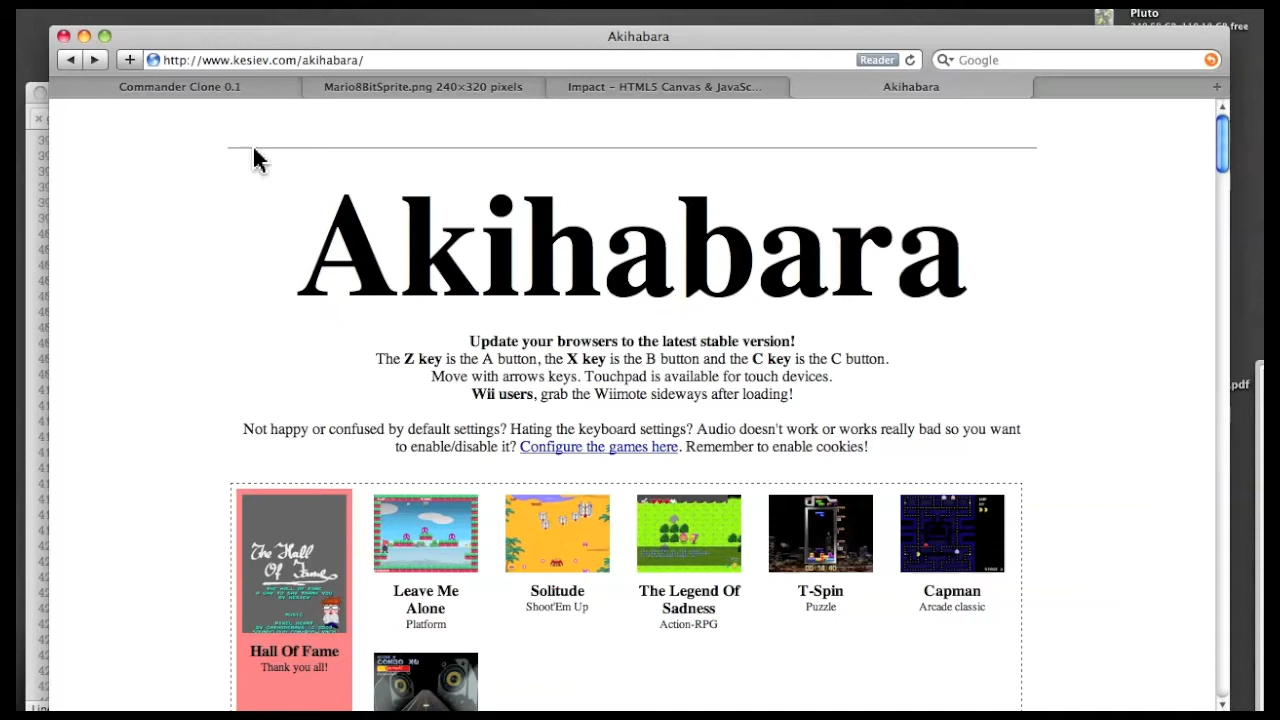 Pluto
Akihabara
http://www.kesiev.com/akihabara/
Reader
Google
Commander Clone 0.1
Mario8BitSprite.png 240×320 pixels
Impact – HTML5 Canvas & JavaSc...
Akihabara
Akihabara
Update your browsers to the latest stable version!
The Z key is the A button, the X key is the B button and the C key is the C button.
Move with arrows keys. Touchpad is available for touch devices.
Wii users, grab the Wiimote sideways after loading!
Not happy or confused by default settings? Hating the keyboard settings? Audio doesn't work or works really bad so you want
to enable/disable it? Configure the games here. Remember to enable cookies!
The Hall
Of Fame
Hall Of Fame
Thank you all!
Leave Me
Alone
Platform
Solitude
Shoot'Em Up
The Legend Of
Sadness
Action-RPG
T-Spin
Puzzle
Capman
Arcade classic
.pdf